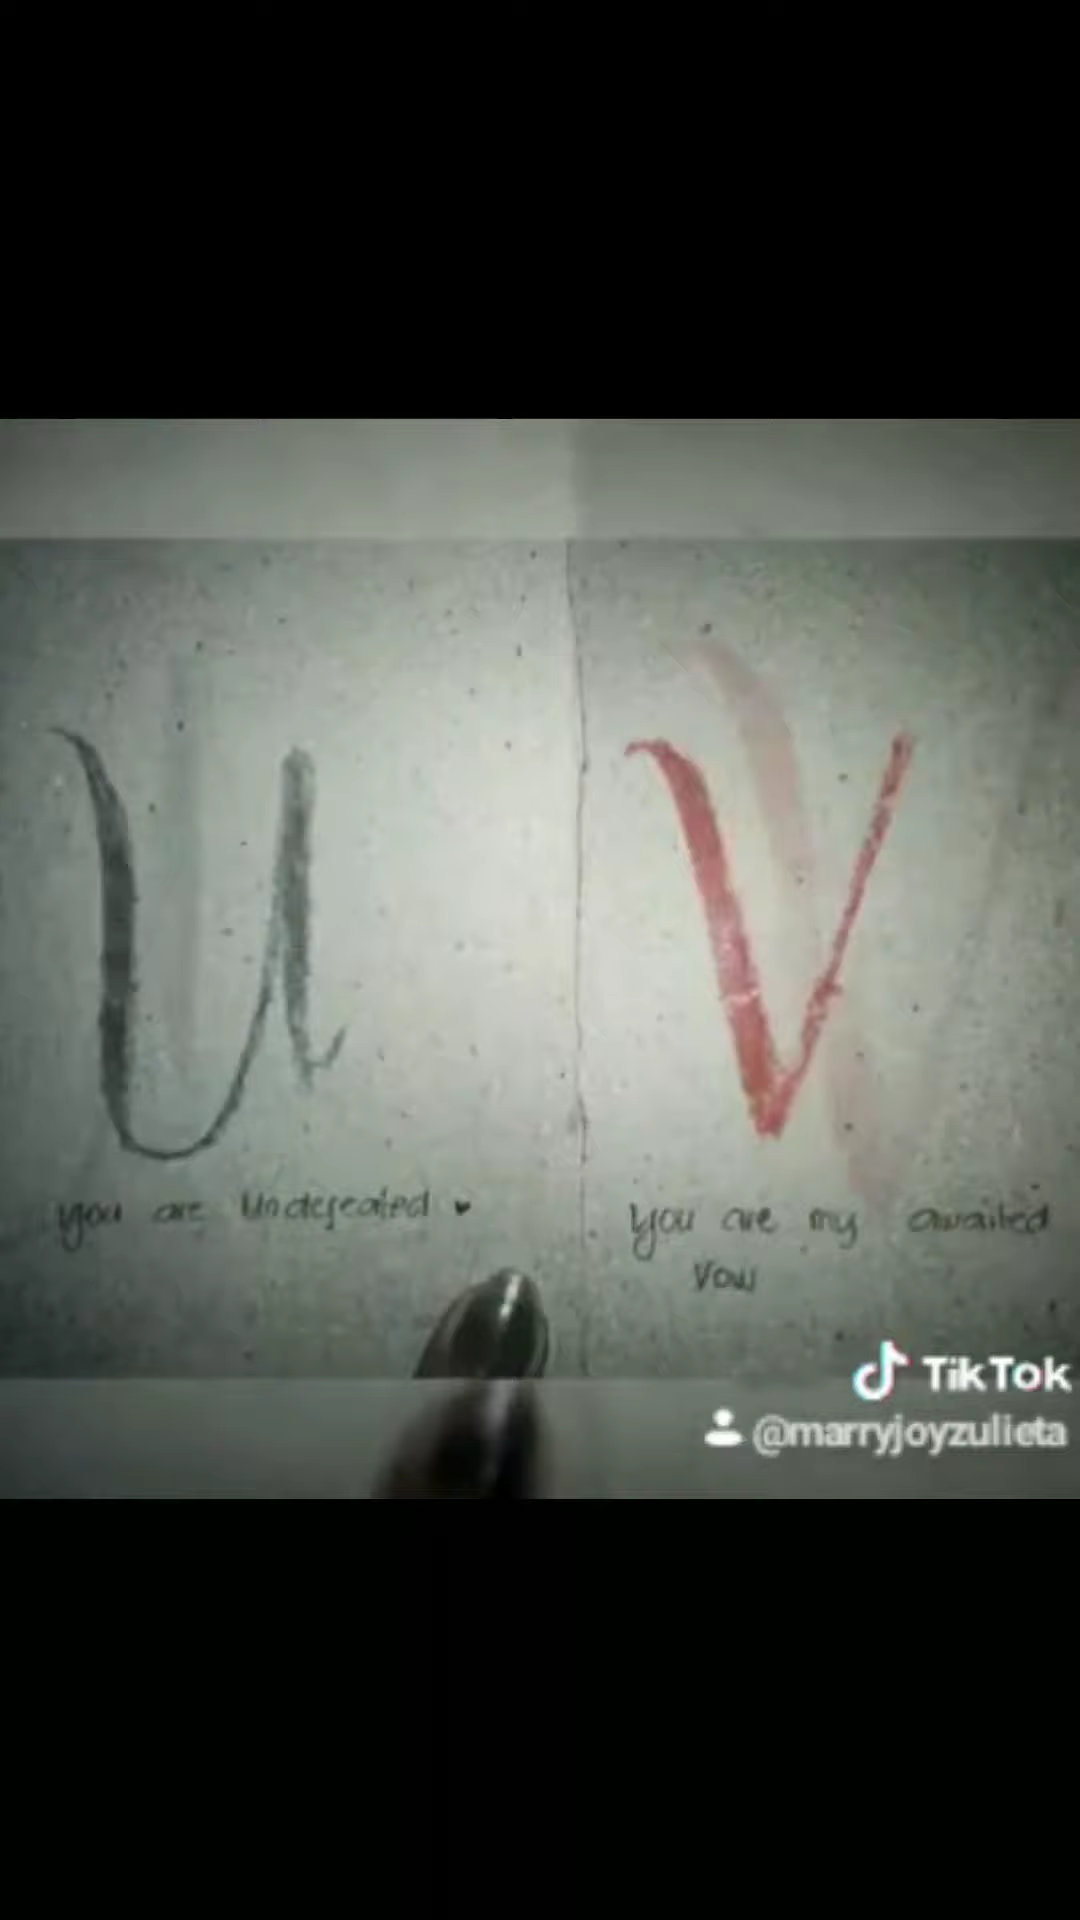 U
you are Undefeated ♥
V
You are my awaited
Vow
TikTok
@marryjoyzulieta